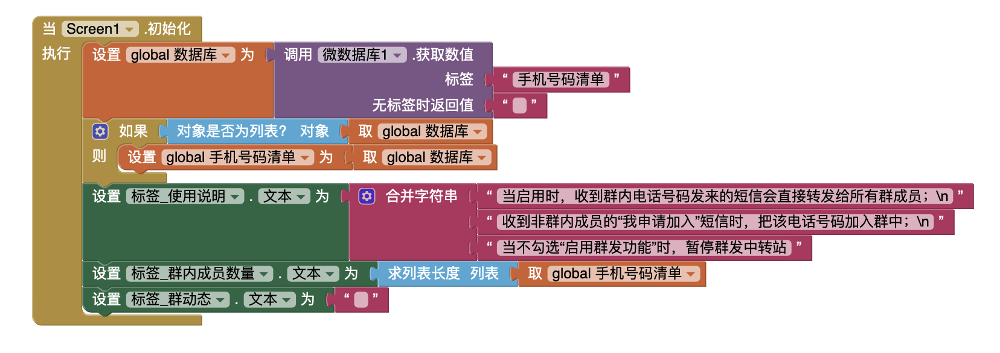 当 Screen1 .初始化
执行 设置 global 数据库 为 调用 微数据库1 .获取数值
标签 “ 手机号码清单 ”
无标签时返回值 “ ”
如果 对象是否为列表? 对象 取 global 数据库
则 设置 global 手机号码清单 为 取 global 数据库
设置 标签_使用说明 . 文本 为 合并字符串 “ 当启用时，收到群内电话号码发来的短信会直接转发给所有群成员；\n ”
“ 收到非群内成员的“我申请加入”短信时，把该电话号码加入群中；\n ”
“ 当不勾选“启用群发功能”时，暂停群发中转站 ”
设置 标签_群内成员数量 . 文本 为 求列表长度 列表 取 global 手机号码清单
设置 标签_群动态 . 文本 为 “ ”